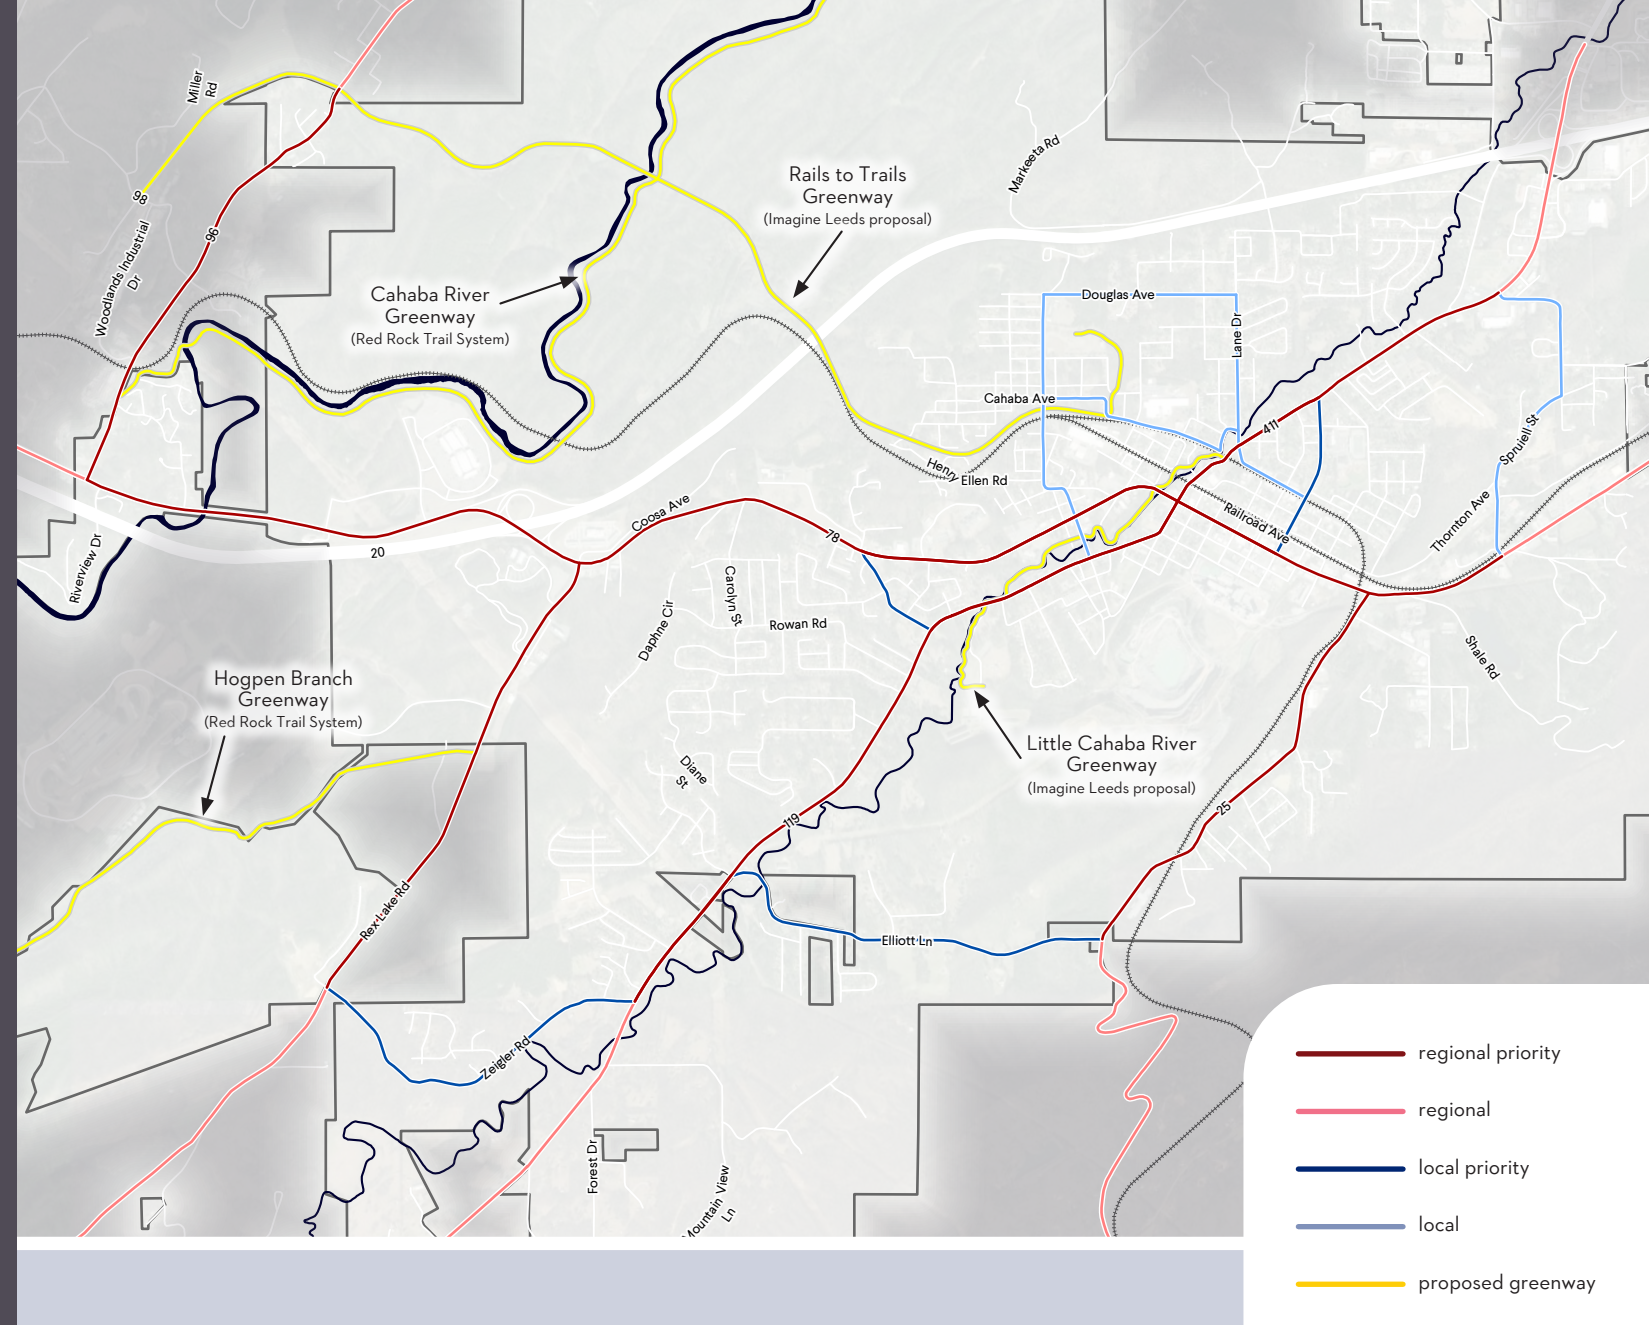 Miller
Rd
98
Woodlands Industrial
Dr
96
Rails to Trails
Greenway
(Imagine Leeds proposal)
Markeeta Rd
Cahaba River
Greenway
(Red Rock Trail System)
Douglas Ave
Lane Dr
Cahaba Ave
411
Spruiell St
Henry
Ellen Rd
Thornton Ave
Railroad Ave
Coosa Ave
78
20
Riverview Dr
Carolyn St
Daphne Cir
Rowan Rd
Shale Rd
Hogpen Branch
Greenway
(Red Rock Trail System)
Little Cahaba River
Greenway
(Imagine Leeds proposal)
Diane
St
119
25
Rex Lake Rd
Elliott Ln
Zeigler Rd
Forest Dr
Mountain View
Ln
regional priority
regional
local priority
local
proposed greenway